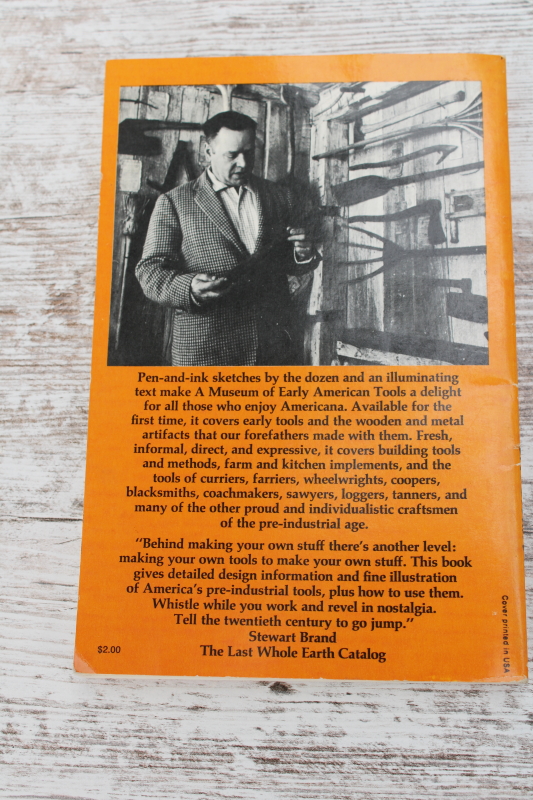 Pen-and-ink sketches by the dozen and an illuminating
text make A Museum of Early American Tools a delight
for all those who enjoy Americana. Available for the
first time, it covers early tools and the wooden and metal
artifacts that our forefathers made with them. Fresh,
informal, direct, and expressive, it covers building tools
and methods, farm and kitchen implements, and the
tools of curriers, farriers, wheelwrights, coopers,
blacksmiths, coachmakers, sawyers, loggers, tanners, and
many of the other proud and individualistic craftsmen
of the pre-industrial age.
"Behind making your own stuff there's another level:
making your own tools to make your own stuff. This book
gives detailed design information and fine illustration
of America's pre-industrial tools, plus how to use them.
Whistle while you work and revel in nostalgia.
Tell the twentieth century to go jump."
Stewart Brand
The Last Whole Earth Catalog
$2.00
Cover printed in USA